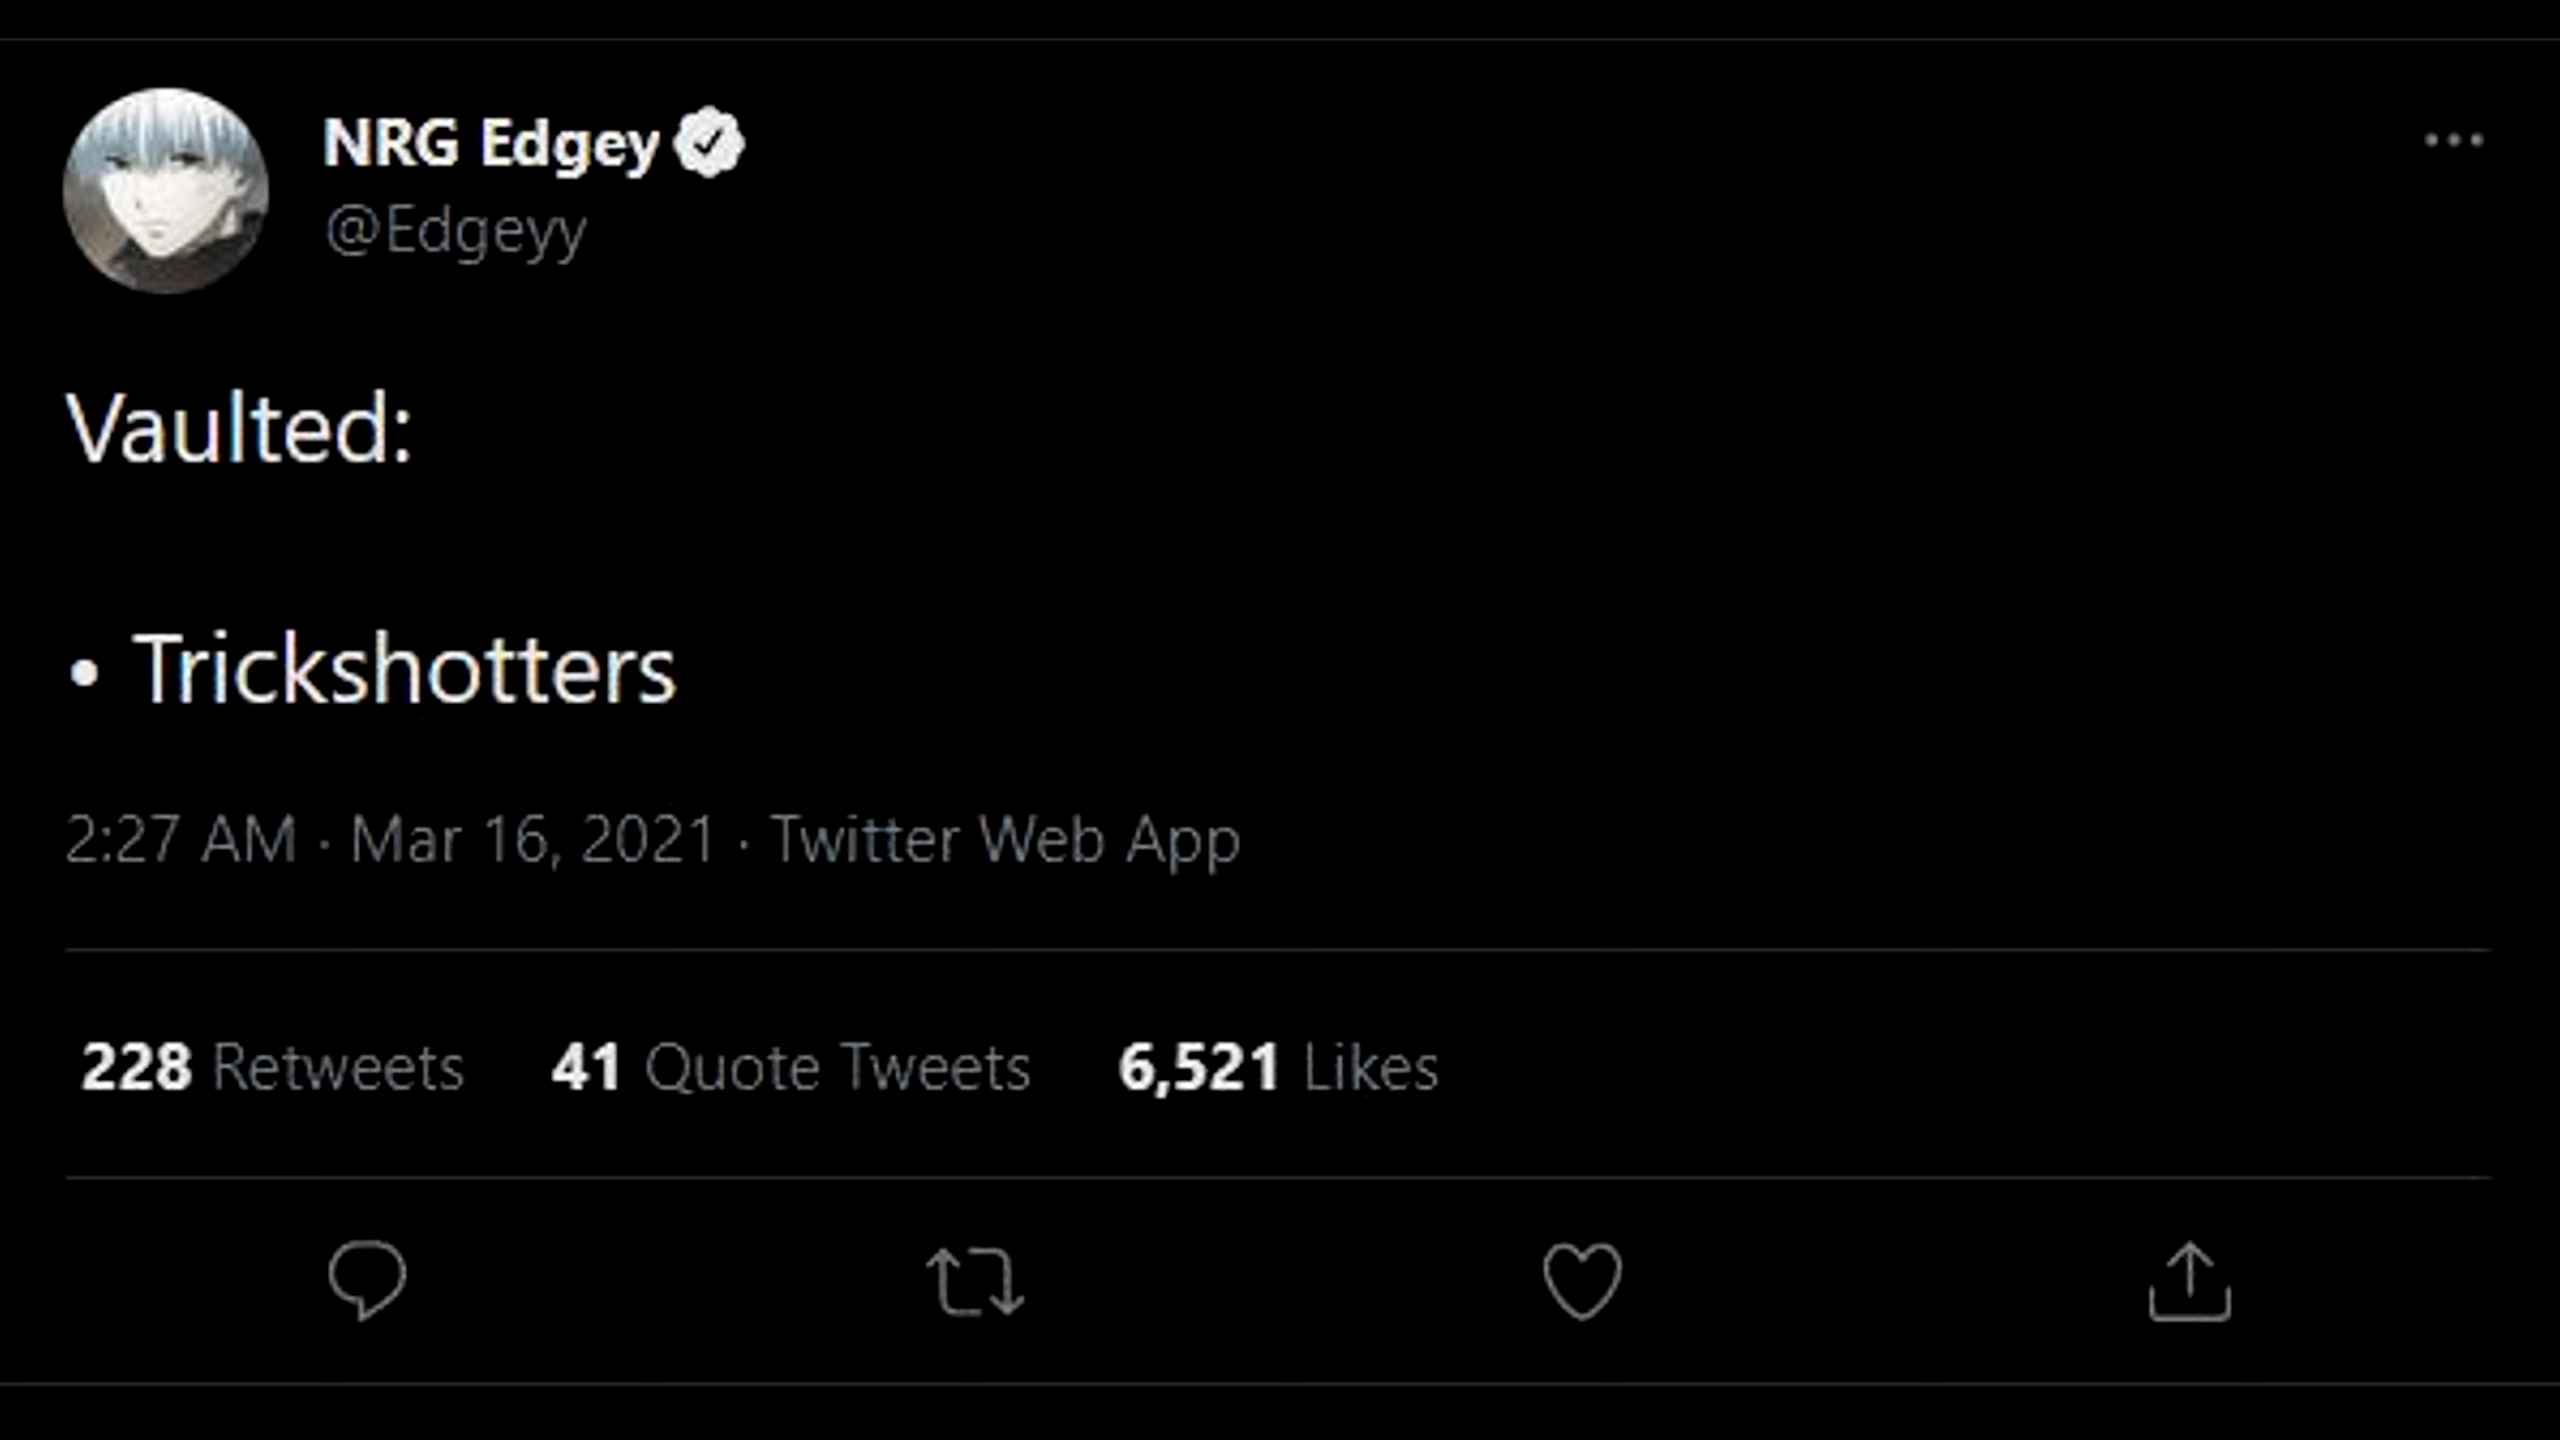 NRG Edgey
@Edgeyy
Vaulted:
• Trickshotters
2:27 AM · Mar 16, 2021 · Twitter Web App
228 Retweets 41 Quote Tweets 6,521 Likes